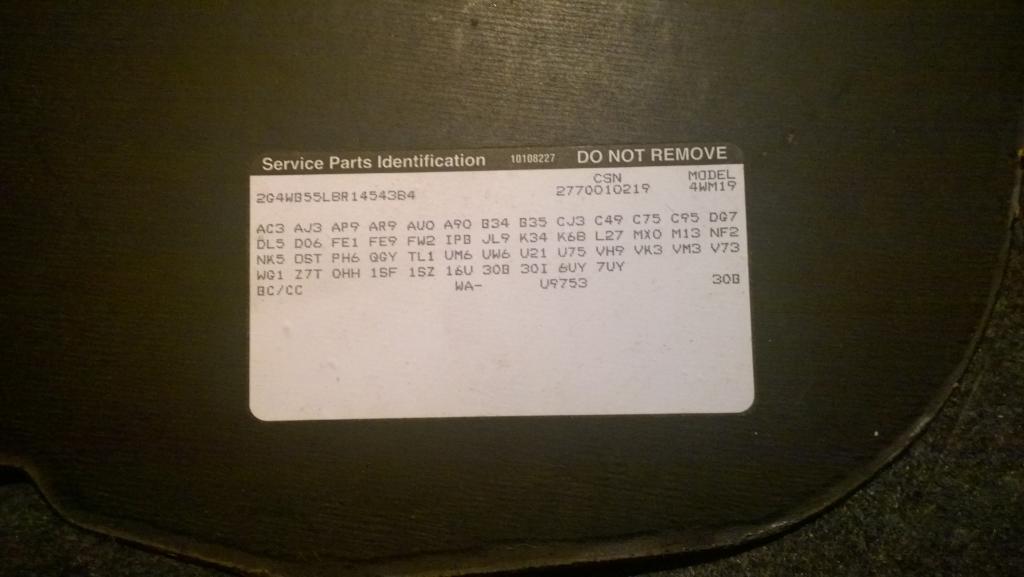 Service Parts Identification 10108227 DO NOT REMOVE
CSN MODEL
2G4WB55LBR1454384 2770010219 4WM19
AC3 AJ3 AP9 AR9 AU0 A90 B34 B35 CJ3 C49 C75 C95 DG7
DL5 D06 FE1 FE9 FW2 IPB JL9 K34 K68 L27 MX0 M13 NF2
NK5 OST PH6 QGY TL1 UM6 UW6 U21 U75 VH9 VK3 VM3 V73
WG1 Z7T OHH 1SF 1SZ 16U 30B 30I 6UY 7UY
BC/CC WA- U9753 30B